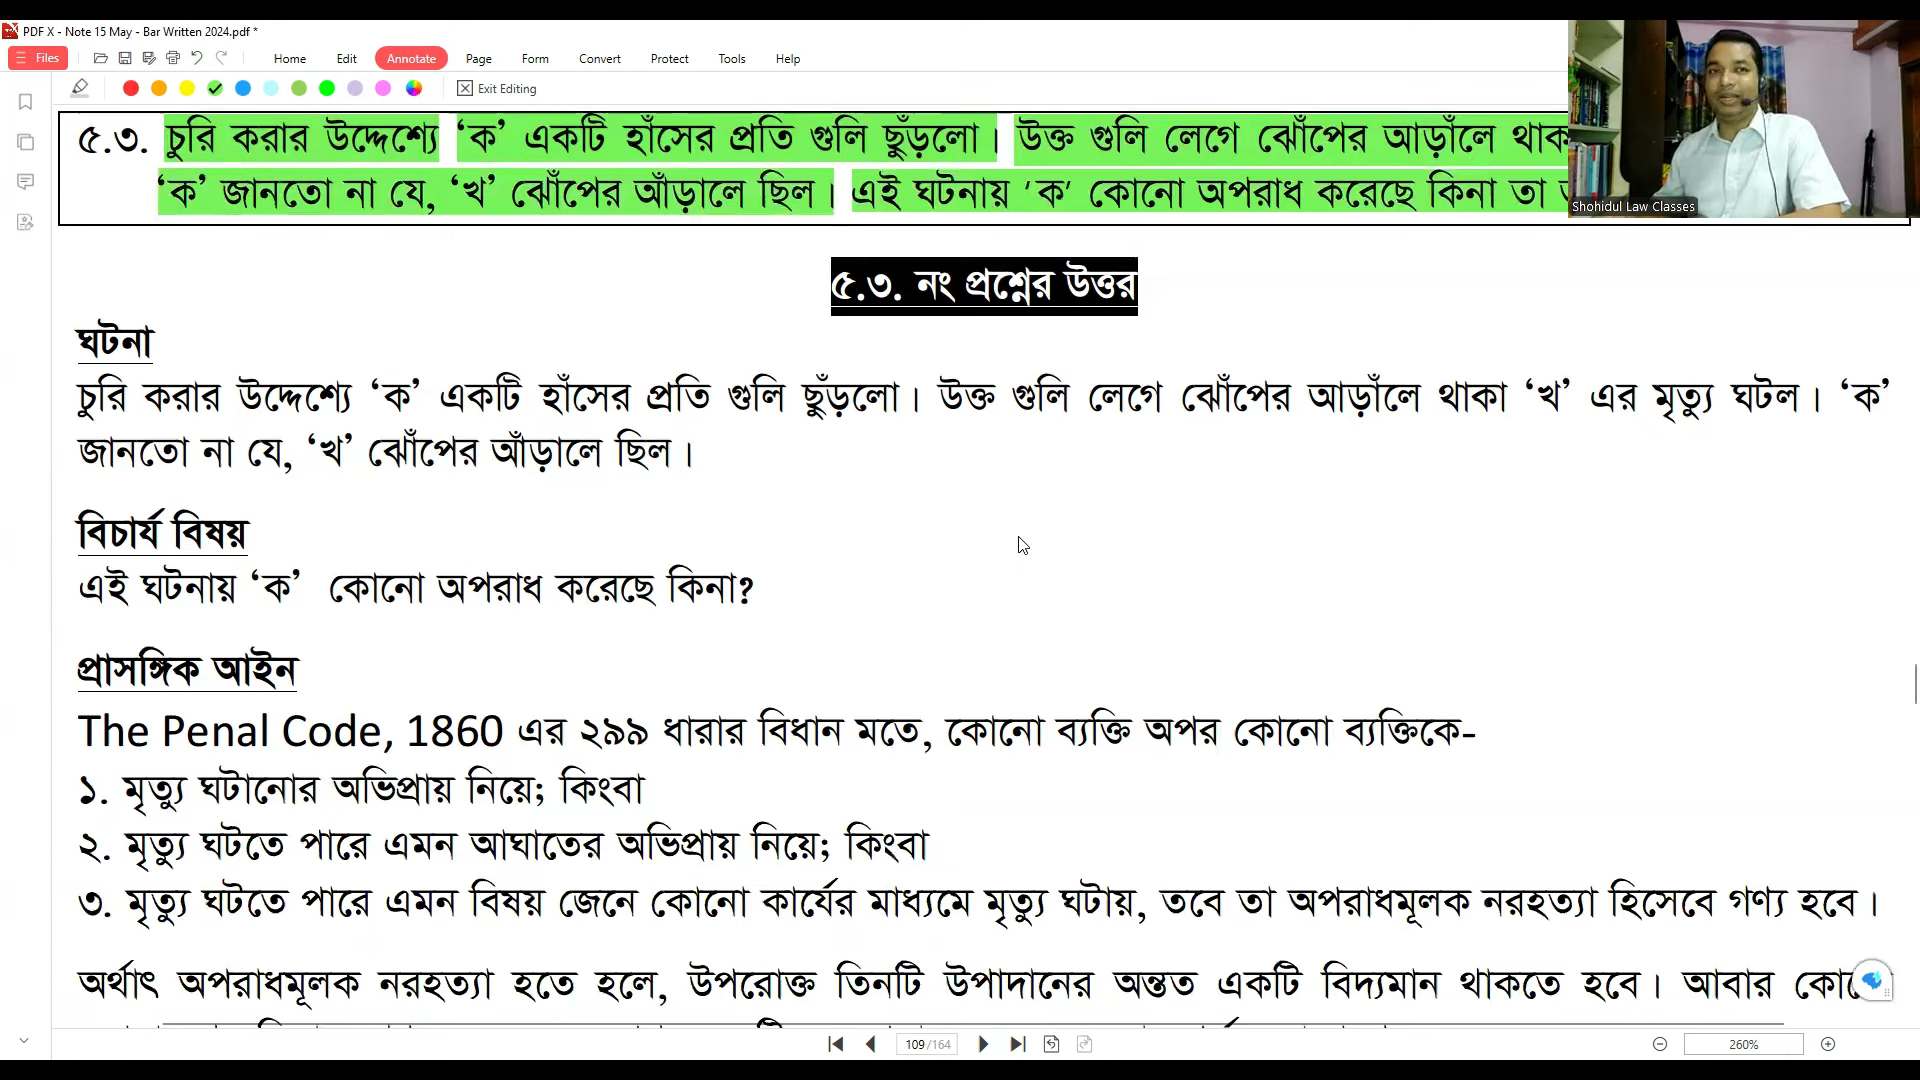 PDF X - Note 15 May - Bar Written 2024.pdf *
Files Home Edit Annotate Page Form Convert Protect Tools Help
Exit Editing
৫.৩. চুরি করার উদ্দেশ্যে ‘ক’ একটি হাঁসের প্রতি গুলি ছুঁড়লো। উক্ত গুলি লেগে ঝোঁপের আড়াঁলে
‘ক’ জানতো না যে, ‘খ’ ঝোঁপের আঁড়ালে ছিল। এই ঘটনায় ‘ক’ কোনো অপরাধ করেছে কিনা তা
Shohidul Law Classes
৫.৩. নং প্রশ্নের উত্তর
ঘটনা
চুরি করার উদ্দেশ্যে ‘ক’ একটি হাঁসের প্রতি গুলি ছুঁড়লো। উক্ত গুলি লেগে ঝোঁপের আড়াঁলে থাকা ‘খ’ এর মৃত্যু ঘটল। ‘ক’
জানতো না যে, ‘খ’ ঝোঁপের আঁড়ালে ছিল।
বিচার্য বিষয়
এই ঘটনায় ‘ক’ কোনো অপরাধ করেছে কিনা?
প্রাসঙ্গিক আইন
The Penal Code, 1860 এর ২৯৯ ধারার বিধান মতে, কোনো ব্যক্তি অপর কোনো ব্যক্তিকে-
১. মৃত্যু ঘটানোর অভিপ্রায় নিয়ে; কিংবা
২. মৃত্যু ঘটতে পারে এমন আঘাতের অভিপ্রায় নিয়ে; কিংবা
৩. মৃত্যু ঘটতে পারে এমন বিষয় জেনে কোনো কার্যের মাধ্যমে মৃত্যু ঘটায়, তবে তা অপরাধমূলক নরহত্যা হিসেবে গণ্য হবে।
অর্থাৎ অপরাধমূলক নরহত্যা হতে হলে, উপরোক্ত তিনটি উপাদানের অন্তত একটি বিদ্যমান থাকতে হবে। আবার
109 /164
260%